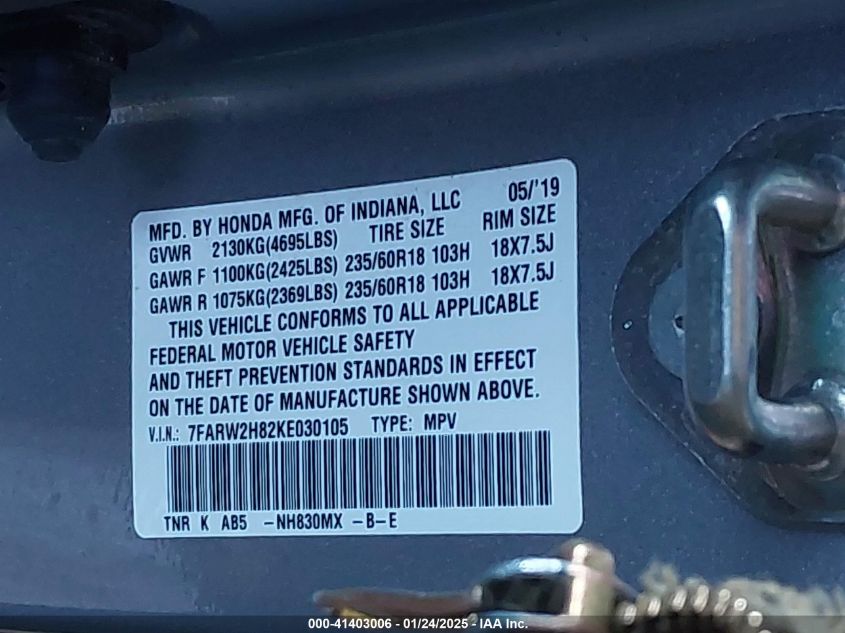 MFD. BY HONDA MFG. OF INDIANA, LLC 05/'19
GVWR 2130KG(4695LBS) TIRE SIZE RIM SIZE
GAWR F 1100KG(2425LBS) 235/60R18 103H 18X7.5J
GAWR R 1075KG(2369LBS) 235/60R18 103H 18X7.5J
THIS VEHICLE CONFORMS TO ALL APPLICABLE
FEDERAL MOTOR VEHICLE SAFETY
AND THEFT PREVENTION STANDARDS IN EFFECT
ON THE DATE OF MANUFACTURE SHOWN ABOVE.
V.I.N.: 7FARW2H82KE030105 TYPE: MPV
TNR K AB5 -NH830MX -B-E
000-41403006 - 01/24/2025 - IAA Inc.